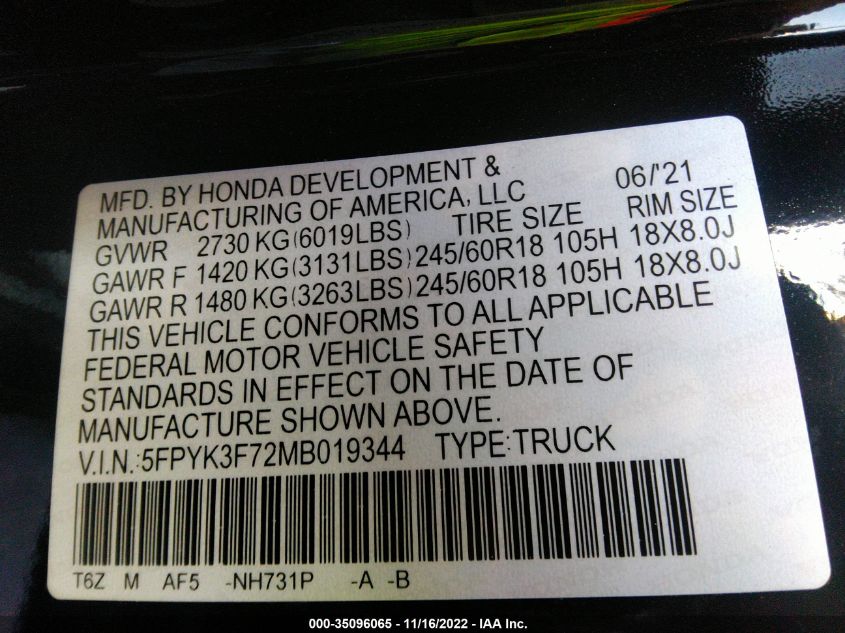 MFD. BY HONDA DEVELOPMENT & 06/'21
MANUFACTURING OF AMERICA, LLC
GVWR 2730 KG(6019LBS) TIRE SIZE RIM SIZE
GAWR F 1420 KG(3131LBS) 245/60R18 105H 18X8.0J
GAWR R 1480 KG(3263LBS) 245/60R18 105H 18X8.0J
THIS VEHICLE CONFORMS TO ALL APPLICABLE
FEDERAL MOTOR VEHICLE SAFETY
STANDARDS IN EFFECT ON THE DATE OF
MANUFACTURE SHOWN ABOVE.
V.I.N.:5FPYK3F72MB019344 TYPE:TRUCK
T6Z M AF5 -NH731P -A -B
000-35096065 - 11/16/2022 - IAA Inc.